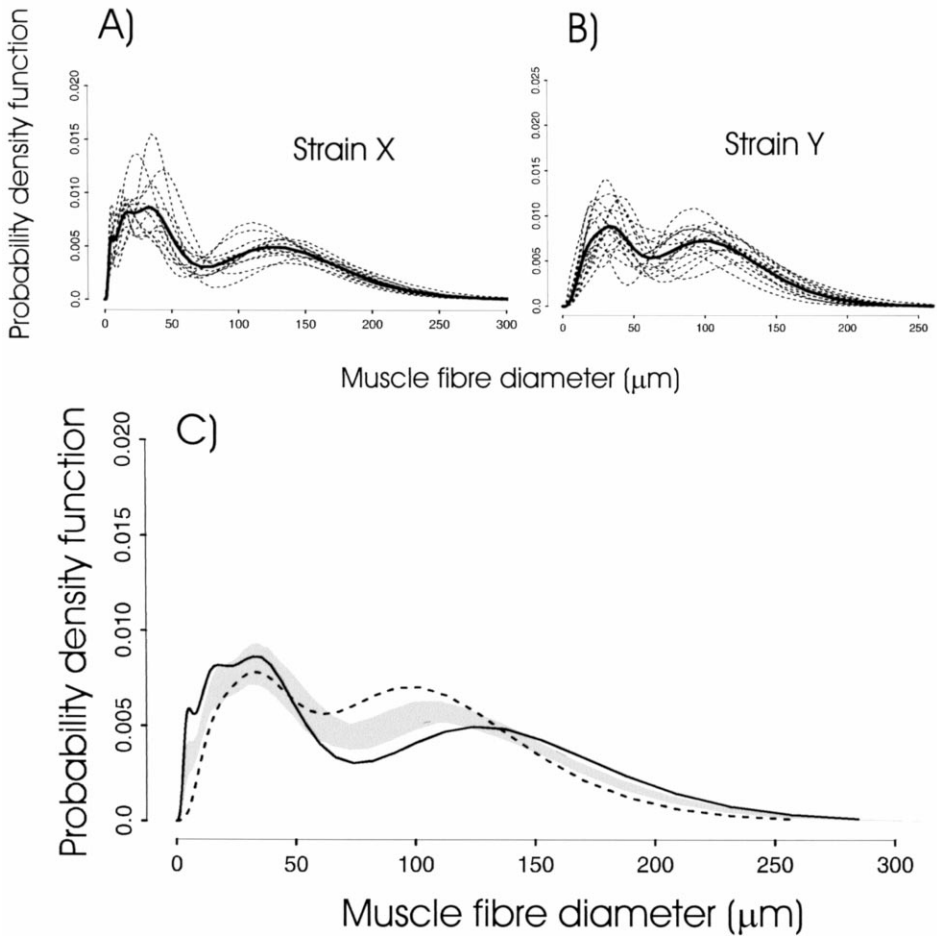 A)
B)
Probability density function
0.020
0.015
0.010
0.005
0.0
Strain X
0 50 100 150 200 250 300
0.025
0.020
0.015
0.010
0.005
0.0
Strain Y
0 50 100 150 200 250
Muscle fibre diameter (μm)
C)
Probability density function
0.020
0.015
0.010
0.005
0.0
0 50 100 150 200 250 300
Muscle fibre diameter (μm)